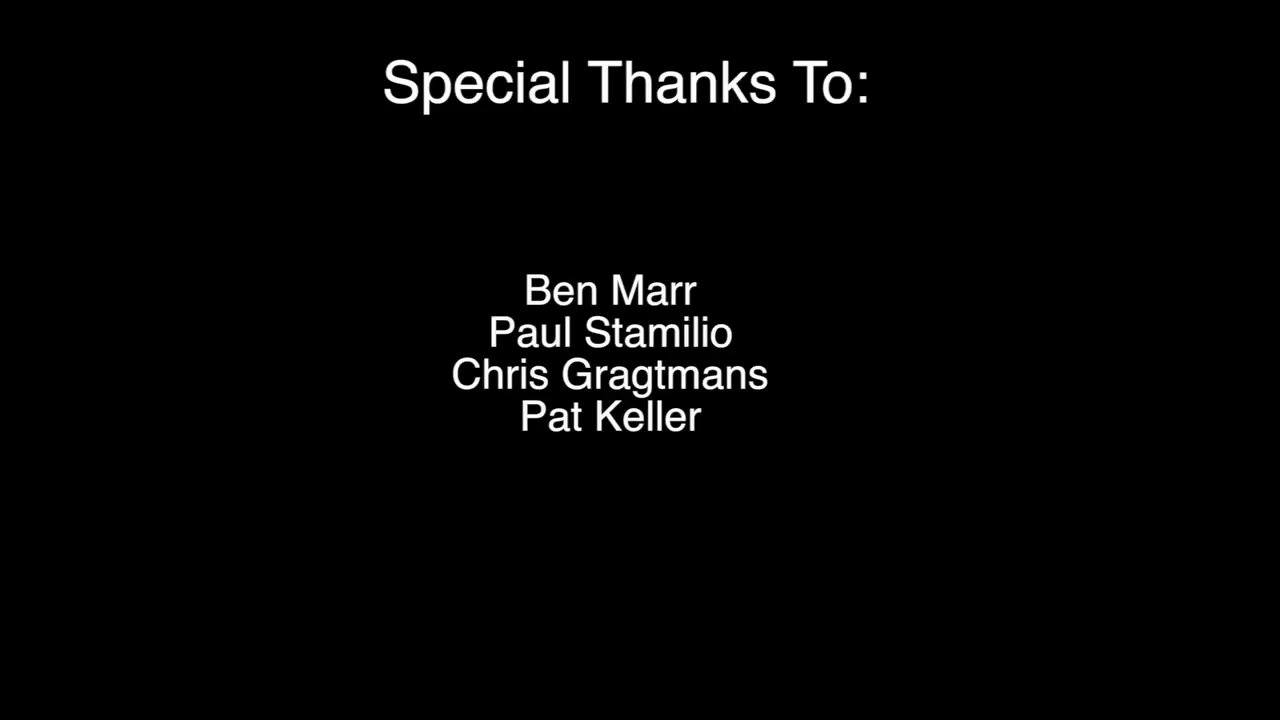 Special Thanks To:
Ben Marr
Paul Stamilio
Chris Gragtmans
Pat Keller